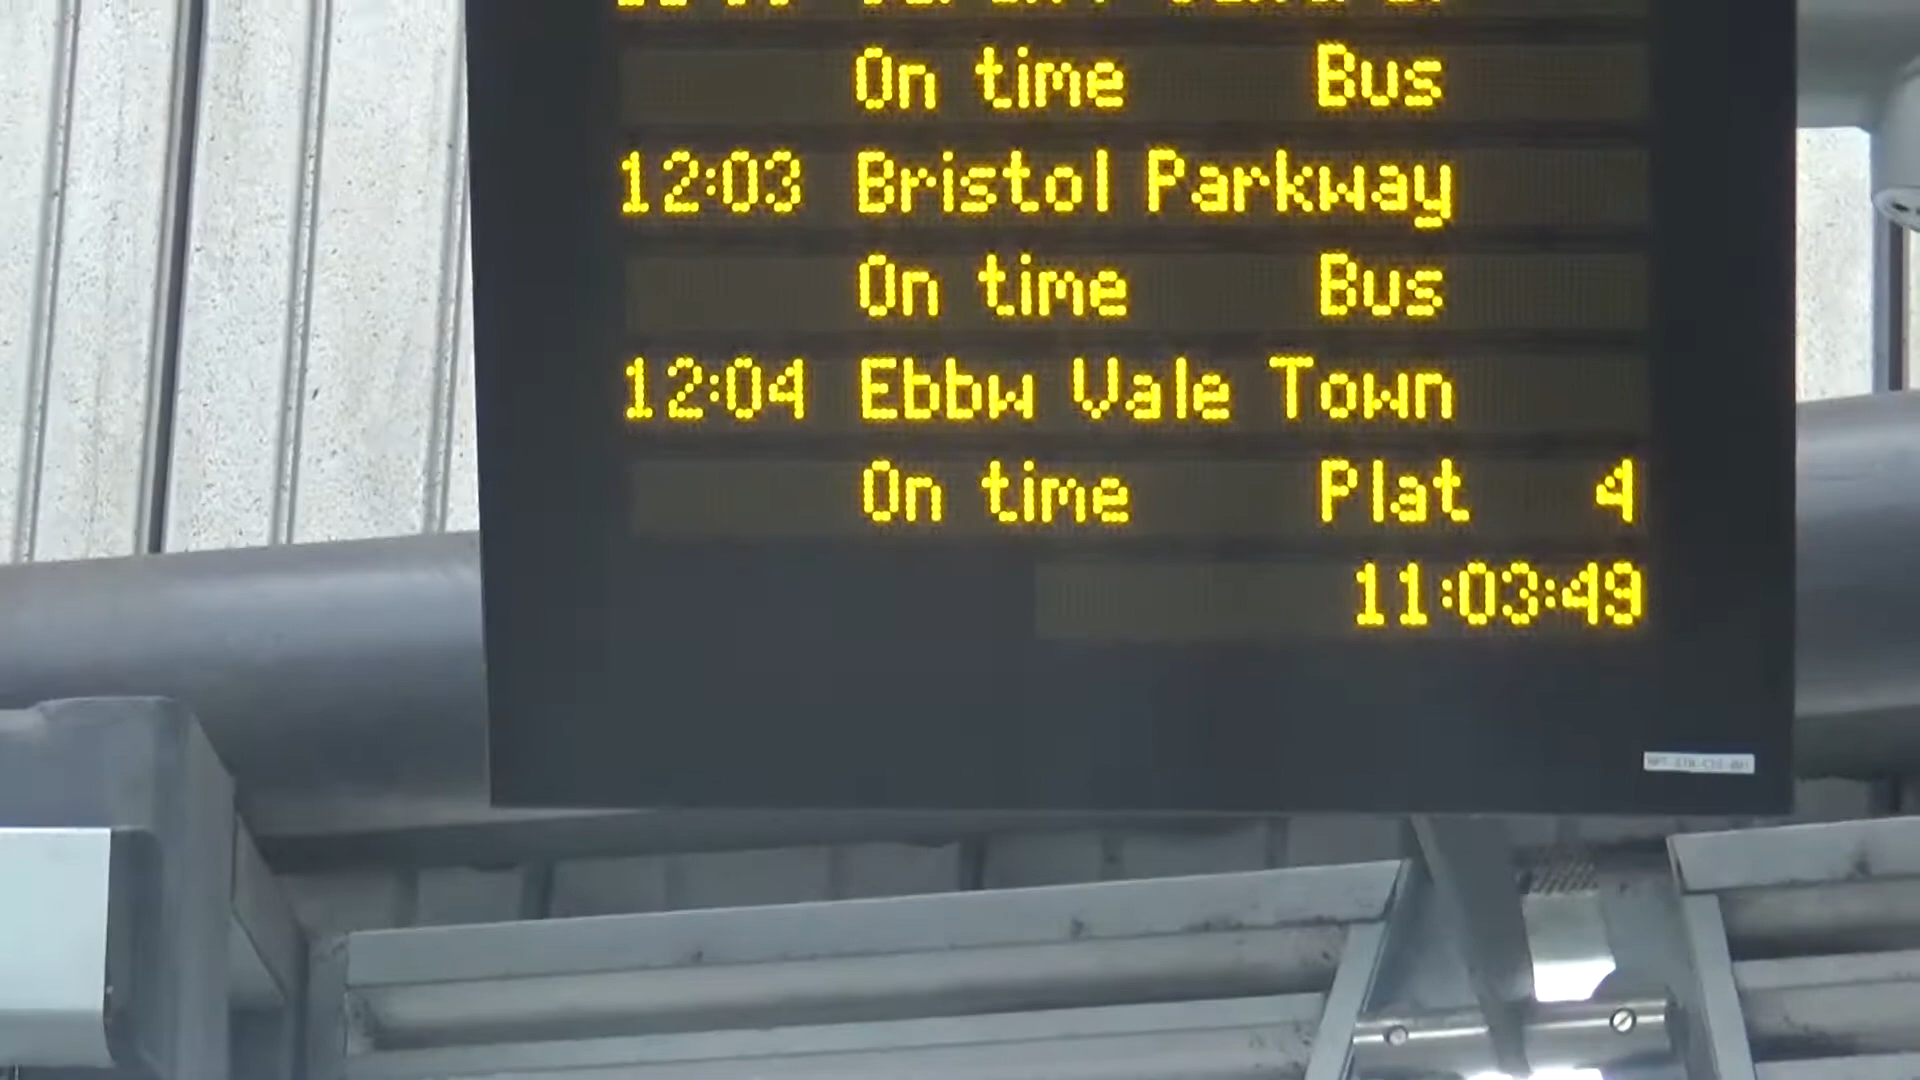 On time Bus
12:03 Bristol Parkway
On time Bus
12:04 Ebbw Vale Town
On time Plat 4
11:03:49